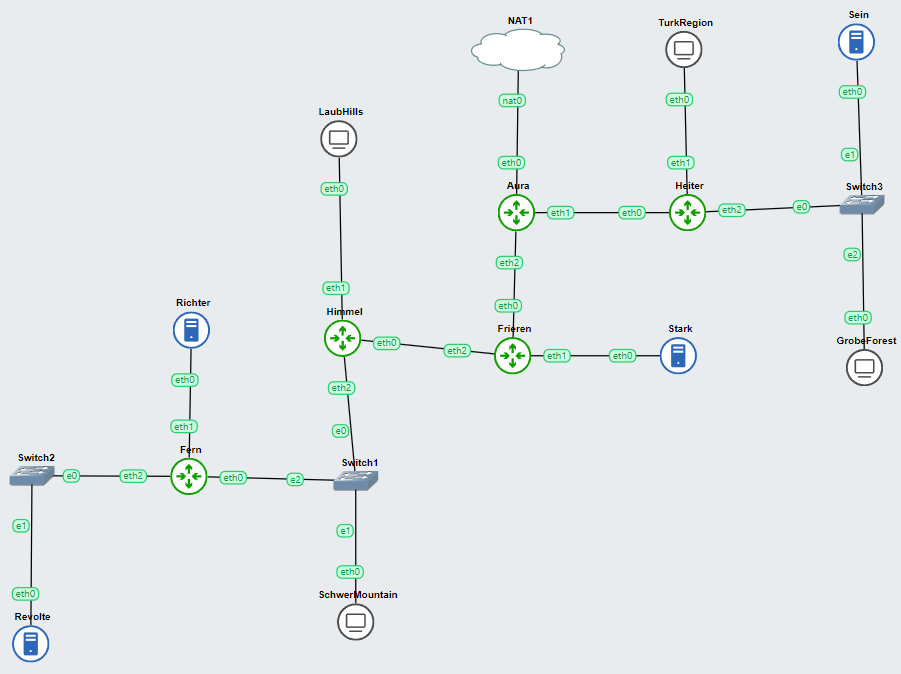 Sein
NAT1
TurkRegion
eth0
nat0
eth0
LaubHills
e1
eth0
eth1
Aura
Heiter
Switch3
eth0
eth1
eth0
eth2
e0
e2
eth2
eth1
Richter
eth0
eth0
Himmel
Frieren
Stark
GrobeForest
eth0
eth2
eth1
eth0
eth0
eth2
eth1
e0
Fern
Switch2
Switch1
e0
eth2
eth0
e2
e1
e1
eth0
eth0
SchwerMountain
Revolte